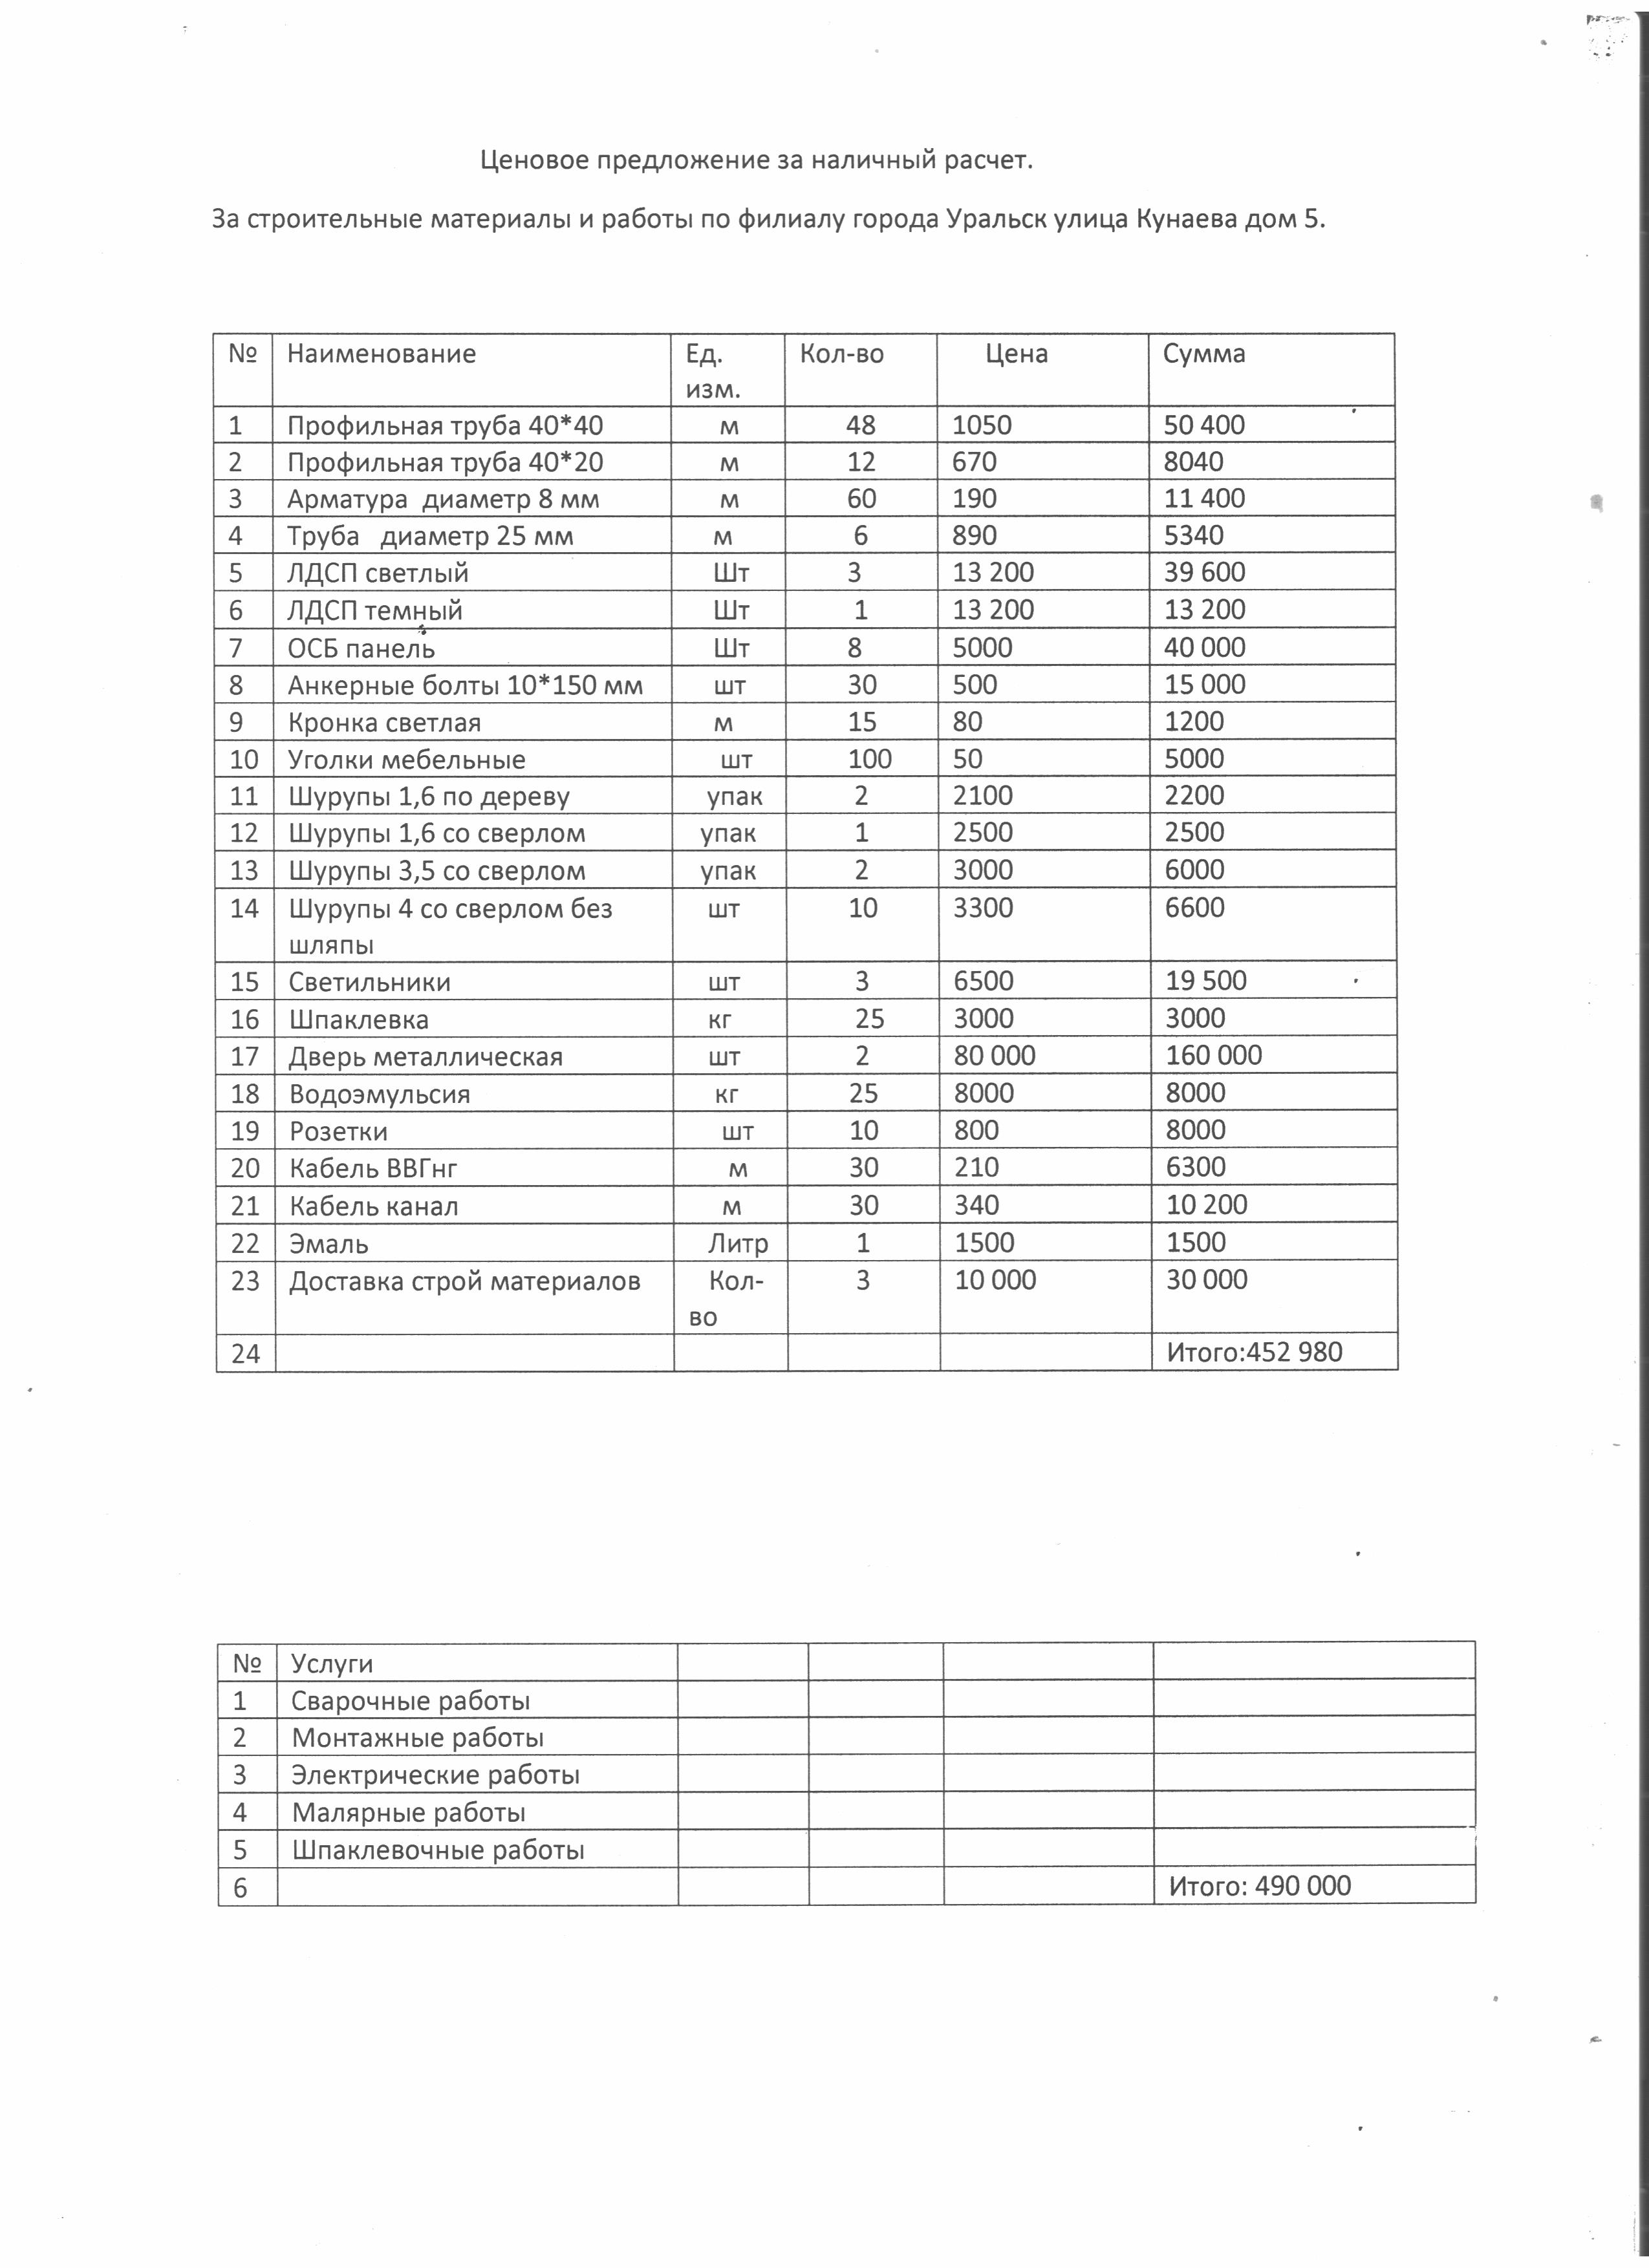 Ценовое предложение за наличный расчет.
За строительные материалы и работы по филиалу города Уральск улица Кунаева дом 5.
№ Наименование Ед. изм. Кол-во Цена Сумма
1 Профильная труба 40*40 м 48 1050 50 400
2 Профильная труба 40*20 м 12 670 8040
3 Арматура диаметр 8 мм м 60 190 11 400
4 Труба диаметр 25 мм м 6 890 5340
5 ЛДСП светлый Шт 3 13 200 39 600
6 ЛДСП темный Шт 1 13 200 13 200
7 ОСБ панель Шт 8 5000 40 000
8 Анкерные болты 10*150 мм шт 30 500 15 000
9 Кронка светлая м 15 80 1200
10 Уголки мебельные шт 100 50 5000
11 Шурупы 1,6 по дереву упак 2 2100 2200
12 Шурупы 1,6 со сверлом упак 1 2500 2500
13 Шурупы 3,5 со сверлом упак 2 3000 6000
14 Шурупы 4 со сверлом без шляпы шт 10 3300 6600
15 Светильники шт 3 6500 19 500
16 Шпаклевка кг 25 3000 3000
17 Дверь металлическая шт 2 80 000 160 000
18 Водоэмульсия кг 25 8000 8000
19 Розетки шт 10 800 8000
20 Кабель ВВГнг м 30 210 6300
21 Кабель канал м 30 340 10 200
22 Эмаль Литр 1 1500 1500
23 Доставка строй материалов Кол-во 3 10 000 30 000
24 Итого:452 980
№ Услуги
1 Сварочные работы
2 Монтажные работы
3 Электрические работы
4 Малярные работы
5 Шпаклевочные работы
6 Итого: 490 000